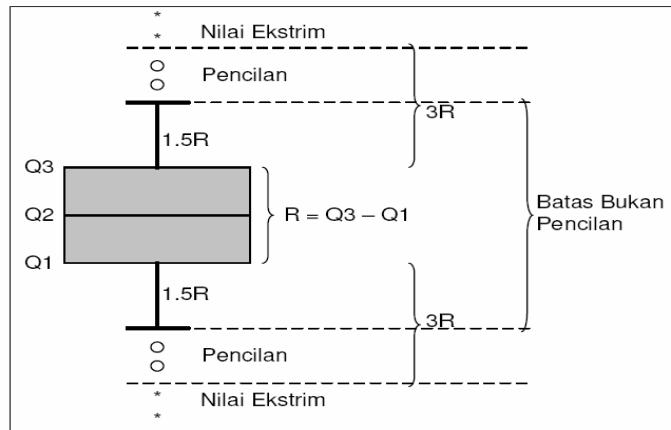 *
* Nilai Ekstrim
Pencilan
3R
1.5R
Q3
Q2
R = Q3 – Q1
Batas Bukan
Pencilan
Q1
1.5R
3R
Pencilan
* Nilai Ekstrim
*